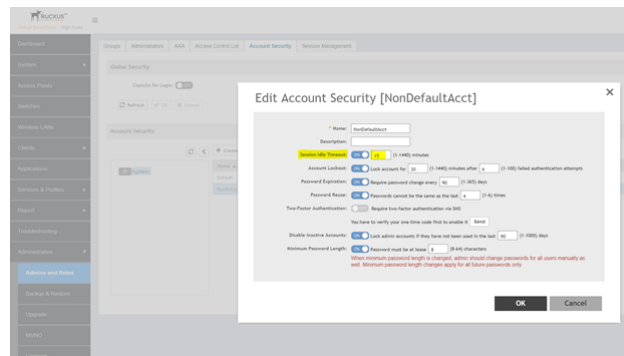 RUCKUS
Dashboard
System
Access Points
Switches
Wireless LANs
Clients
Applications
Services & Profiles
Report
Troubleshooting
Administration
Admins and Roles
Backup & Restore
Upgrade
Groups Administrators AAA Access Control List Account Security Session Management
Global Security
Captcha for Login
Refresh
Account Security
Create
Edit Account Security [NonDefaultAcct]
* Name: NonDefaultAcct
Description:
Session Idle Timeout: ON 15 (1-1440) minutes
Account Lockout: ON Lock account for 30 (1-1440) minutes after 6 (1-100) failed authentication attempts
Password Expiration: ON Require password change every 90 (1-365) days
Password Reuse: ON Passwords cannot be the same as the last 4 (1-6) times
Two-Factor Authentication: Require two-factor authentication via SMS
You have to verify your one-time code first to enable it Send
Disable Inactive Accounts: ON Lock admin accounts if they have not been used in the last 90 (1-1000) days
Minimum Password Length: ON Password must be at lease 8 (8-64) characters
When minimum password length is changed, admin should change passwords for all users manually as
well. Minimum password length changes apply for all future passwords only
OK Cancel